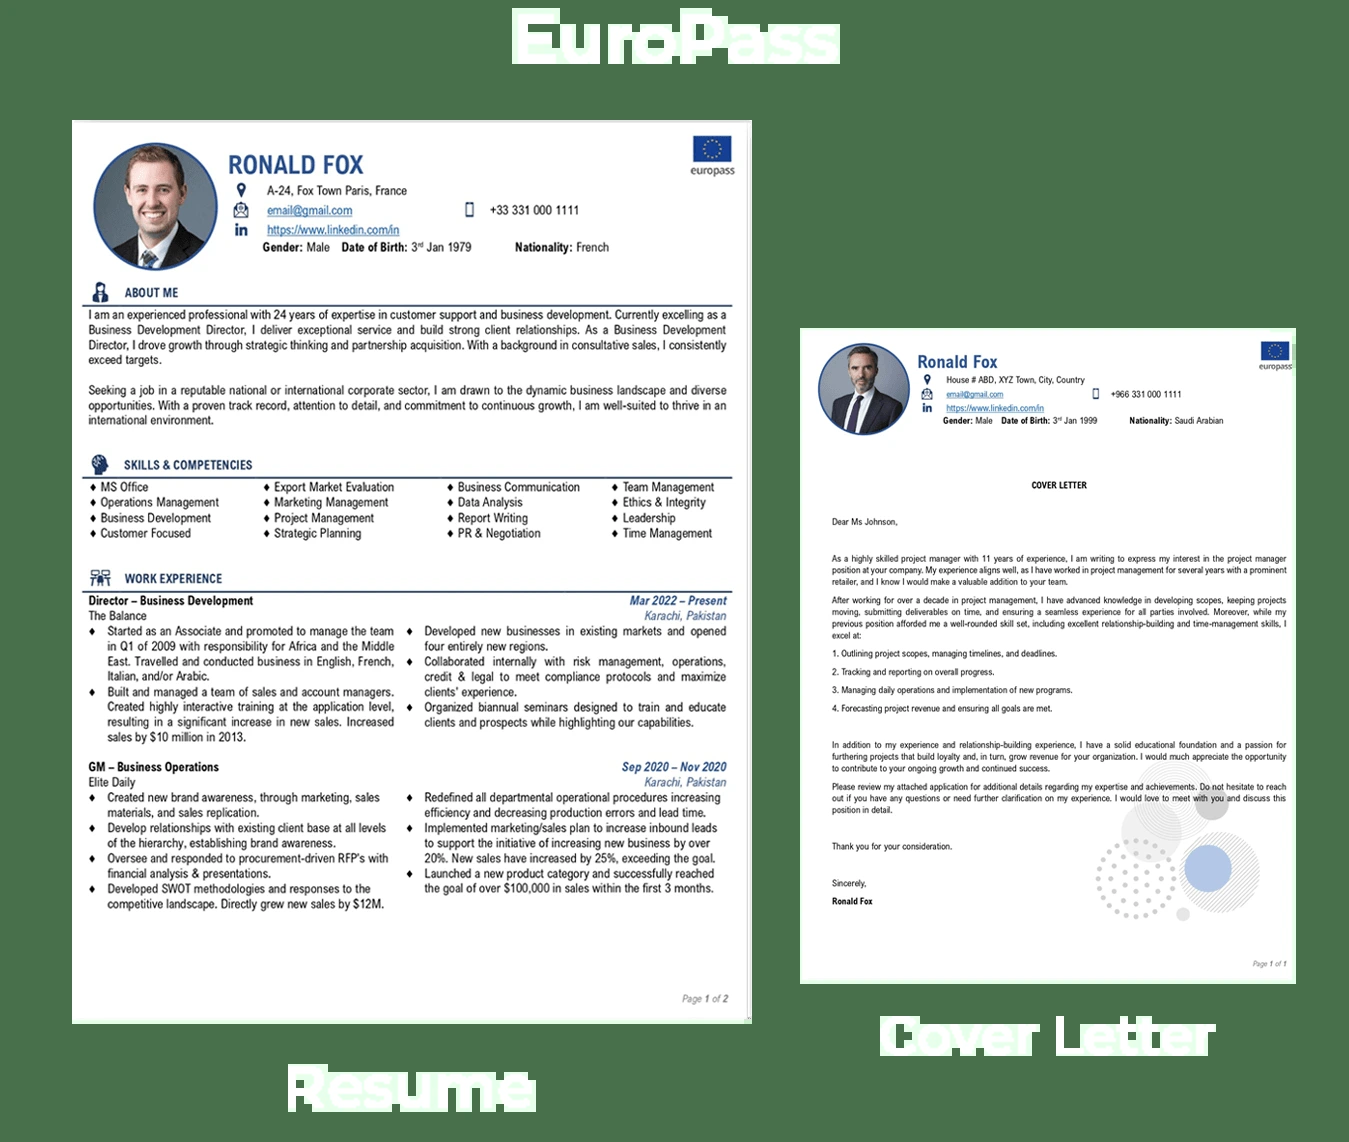 EuroPass
RONALD FOX
europass
A-24, Fox Town Paris, France
email@gmail.com
+33 331 000 1111
in
https://www.linkedin.com/in
Gender: Male Date of Birth: 3rd Jan 1979 Nationality: French
ABOUT ME
I am an experienced professional with 24 years of expertise in customer support and business development. Currently excelling as a
Business Development Director, I deliver exceptional service and build strong client relationships. As a Business Development
Director, I drove growth through strategic thinking and partnership acquisition. With a background in consultative sales, I consistently
exceed targets.
Seeking a job in a reputable national or international corporate sector, I am drawn to the dynamic business landscape and diverse
opportunities. With a proven track record, attention to detail, and commitment to continuous growth, I am well-suited to thrive in an
international environment.
SKILLS & COMPETENCIES
♦ MS Office ♦ Export Market Evaluation ♦ Business Communication ♦ Team Management
♦ Operations Management ♦ Marketing Management ♦ Data Analysis ♦ Ethics & Integrity
♦ Business Development ♦ Project Management ♦ Report Writing ♦ Leadership
♦ Customer Focused ♦ Strategic Planning ♦ PR & Negotiation ♦ Time Management
WORK EXPERIENCE
Director – Business Development Mar 2022 – Present
The Balance Karachi, Pakistan
♦ Started as an Associate and promoted to manage the team
in Q1 of 2009 with responsibility for Africa and the Middle
East. Travelled and conducted business in English, French,
Italian, and/or Arabic.
♦ Built and managed a team of sales and account managers.
Created highly interactive training at the application level,
resulting in a significant increase in new sales. Increased
sales by $10 million in 2013.
♦ Developed new businesses in existing markets and opened
four entirely new regions.
♦ Collaborated internally with risk management, operations,
credit & legal to meet compliance protocols and maximize
clients' experience.
♦ Organized biannual seminars designed to train and educate
clients and prospects while highlighting our capabilities.
GM – Business Operations Sep 2020 – Nov 2020
Elite Daily Karachi, Pakistan
♦ Created new brand awareness, through marketing, sales
materials, and sales replication.
♦ Develop relationships with existing client base at all levels
of the hierarchy, establishing brand awareness.
♦ Oversee and responded to procurement-driven RFP's with
financial analysis & presentations.
♦ Developed SWOT methodologies and responses to the
competitive landscape. Directly grew new sales by $12M.
♦ Redefined all departmental operational procedures increasing
efficiency and decreasing production errors and lead time.
♦ Implemented marketing/sales plan to increase inbound leads
to support the initiative of increasing new business by over
20%. New sales have increased by 25%, exceeding the goal.
♦ Launched a new product category and successfully reached
the goal of over $100,000 in sales within the first 3 months.
Page 1 of 2
Resume
Ronald Fox
europass
House # ABD, XYZ Town, City, Country
email@gmail.com
+966 331 000 1111
in
https://www.linkedin.com/in
Gender: Male Date of Birth: 3rd Jan 1999 Nationality: Saudi Arabian
COVER LETTER
Dear Ms Johnson,
As a highly skilled project manager with 11 years of experience, I am writing to express my interest in the project manager
position at your company. My experience aligns well, as I have worked in project management for several years with a prominent
retailer, and I know I would make a valuable addition to your team.
After working for over a decade in project management, I have advanced knowledge in developing scopes, keeping projects
moving, submitting deliverables on time, and ensuring a seamless experience for all parties involved. Moreover, while my
previous position afforded me a well-rounded skill set, including excellent relationship-building and time-management skills, I
excel at:
1. Outlining project scopes, managing timelines, and deadlines.
2. Tracking and reporting on overall progress.
3. Managing daily operations and implementation of new programs.
4. Forecasting project revenue and ensuring all goals are met.
In addition to my experience and relationship-building experience, I have a solid educational foundation and a passion for
furthering projects that build loyalty and, in turn, grow revenue for your organization. I would much appreciate the opportunity
to contribute to your ongoing growth and continued success.
Please review my attached application for additional details regarding my expertise and achievements. Do not hesitate to reach
out if you have any questions or need further clarification on my experience. I would love to meet with you and discuss this
position in detail.
Thank you for your consideration.
Sincerely,
Ronald Fox
Page 1 of 1
Cover Letter